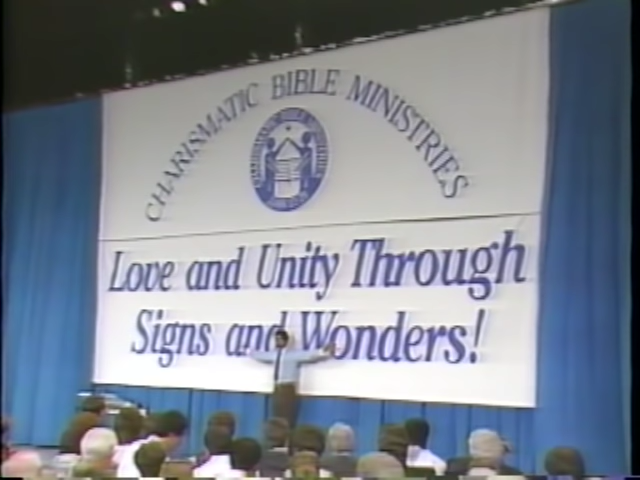 CHARISMATIC BIBLE MINISTRIES
Love and Unity Through
Signs and Wonders!